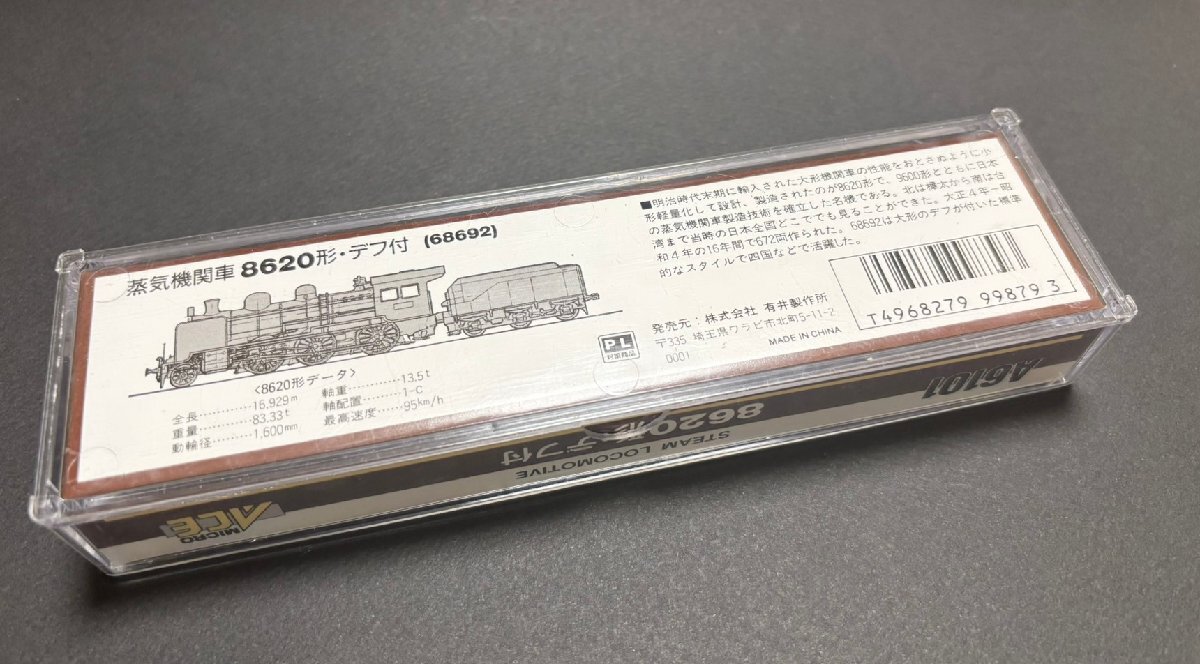 蒸気機関車 8620形・デフ付 (68692)
<8620形データ>
全長············16,929m
重量············83.33t
動輪径············1,600mm
軸重············13.5t
軸配置············1-C
最高速度············95km/h
■明治時代末期に輸入された大形機関車の性能をおとさぬように小
形軽量化して設計、製造されたのが8620形で、9600形とともに日本
の蒸気機関車製造技術を確立した名機である。北は樺太から南は台
湾まで当時の日本全国どこででも見ることができた。大正4年～昭
和4年の16年間で672両作られた。68692は大形のデフが付いた標準
的なスタイルで四国などで活躍した。
PL
対策商品
発売元：株式会社 有井製作所
〒335 埼玉県ワラビ市北町5-11-2
0001
MADE IN CHINA
T4968279 998793
A6101
8620形 デフ付
STEAM LOCOMOTIVE
MICRO
ACE